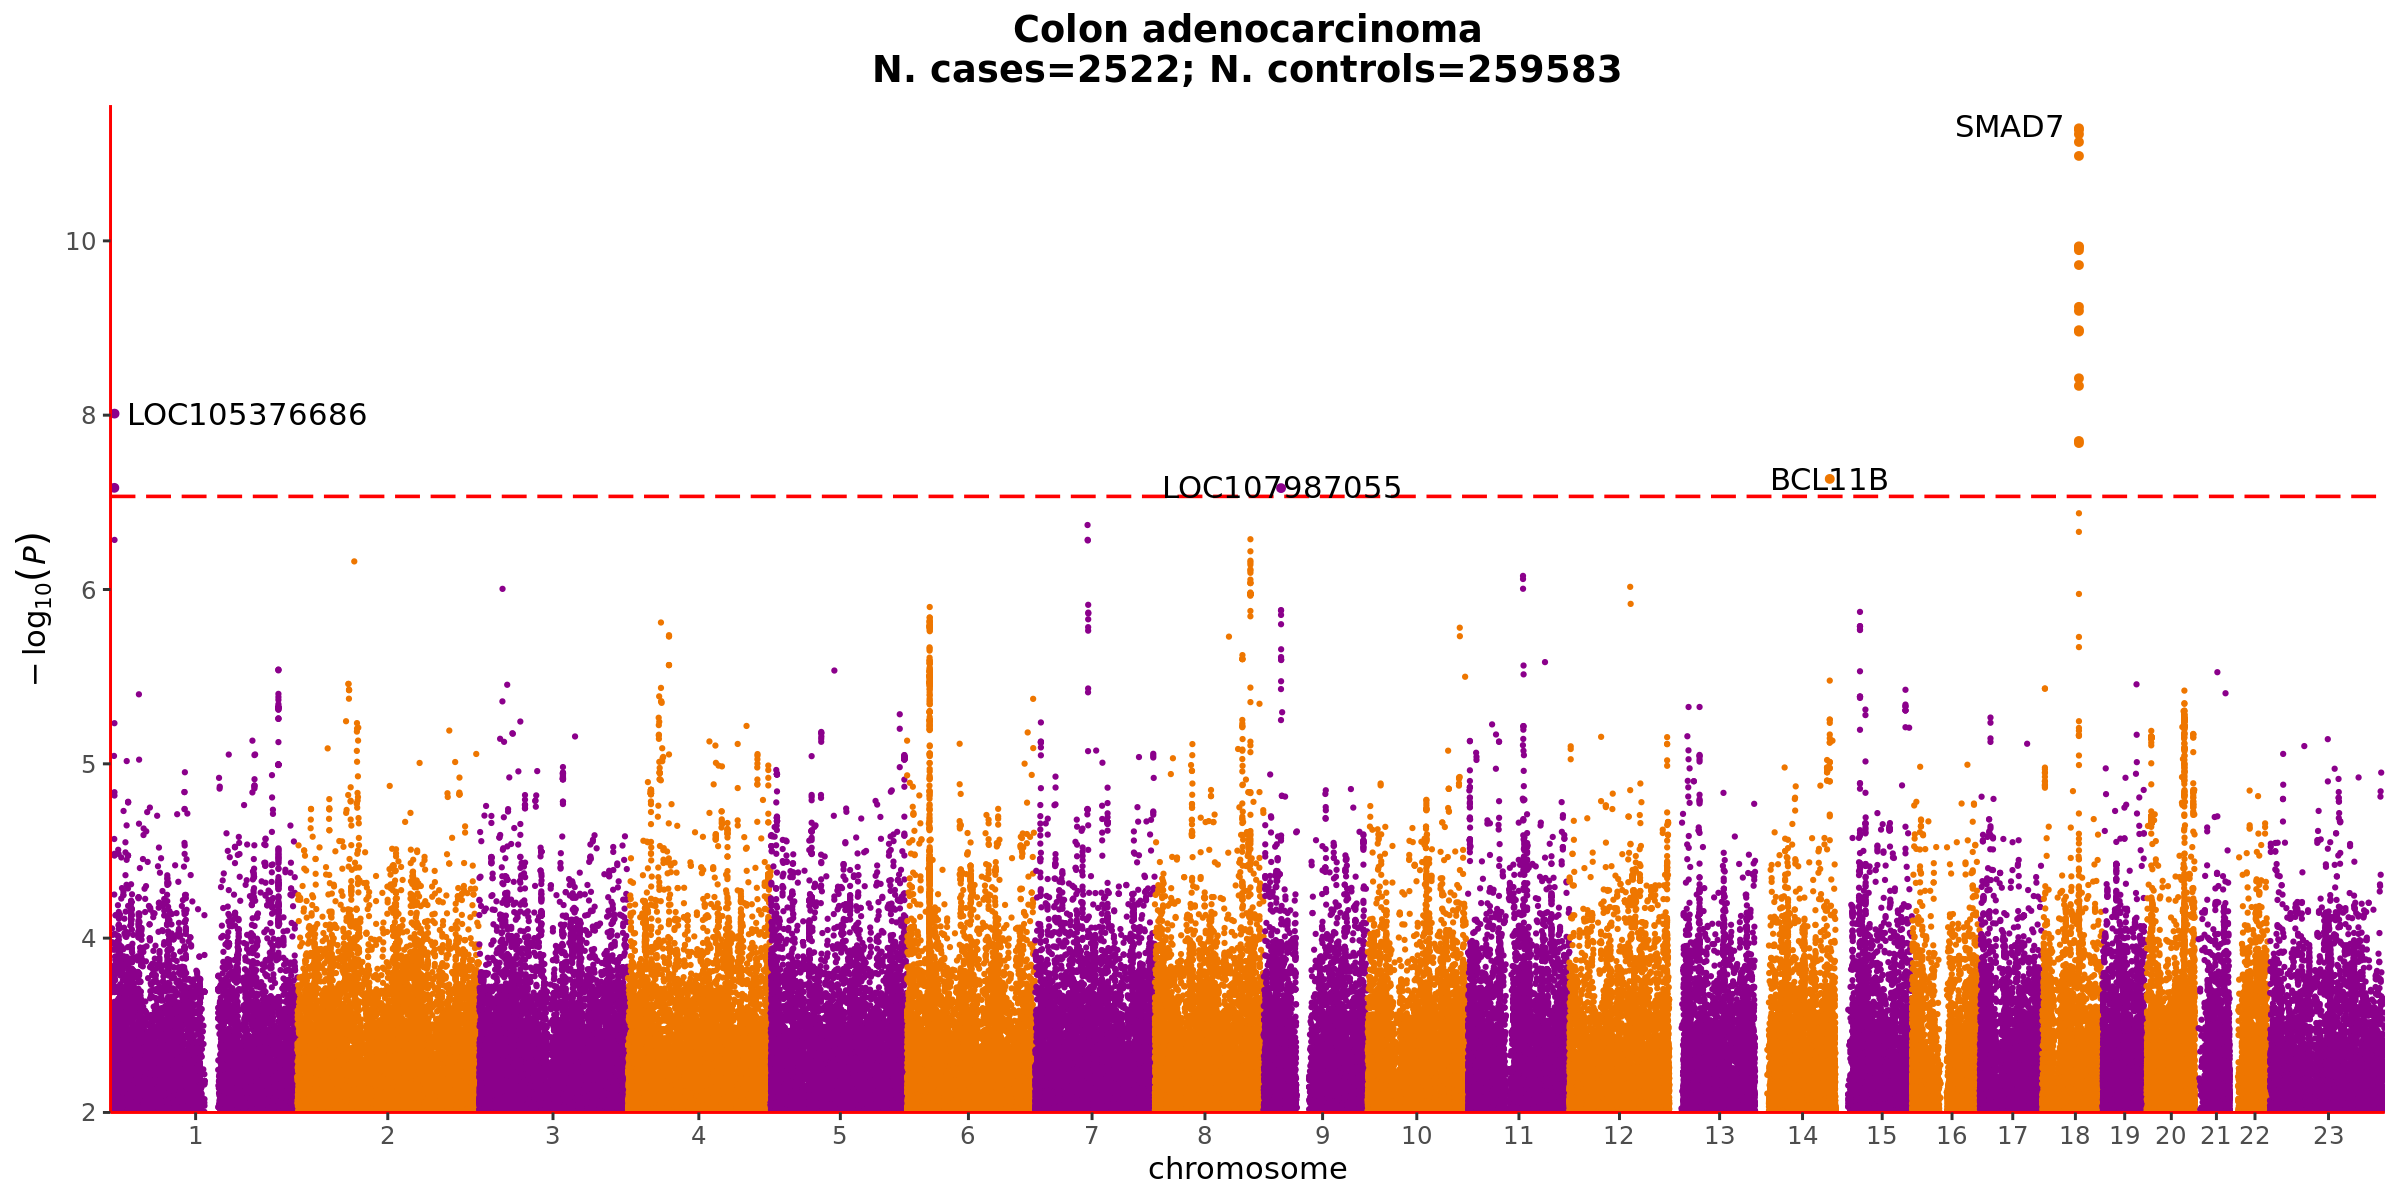 Colon adenocarcinoma
N. cases=2522; N. controls=259583
SMAD7
10
8
LOC105376686
LOC107987055
BCL11B
−log10(P)
6
5
4
2
1 2 3 4 5 6 7 8 9 10 11 12 13 14 15 16 17 18 19 20 21 22 23
chromosome